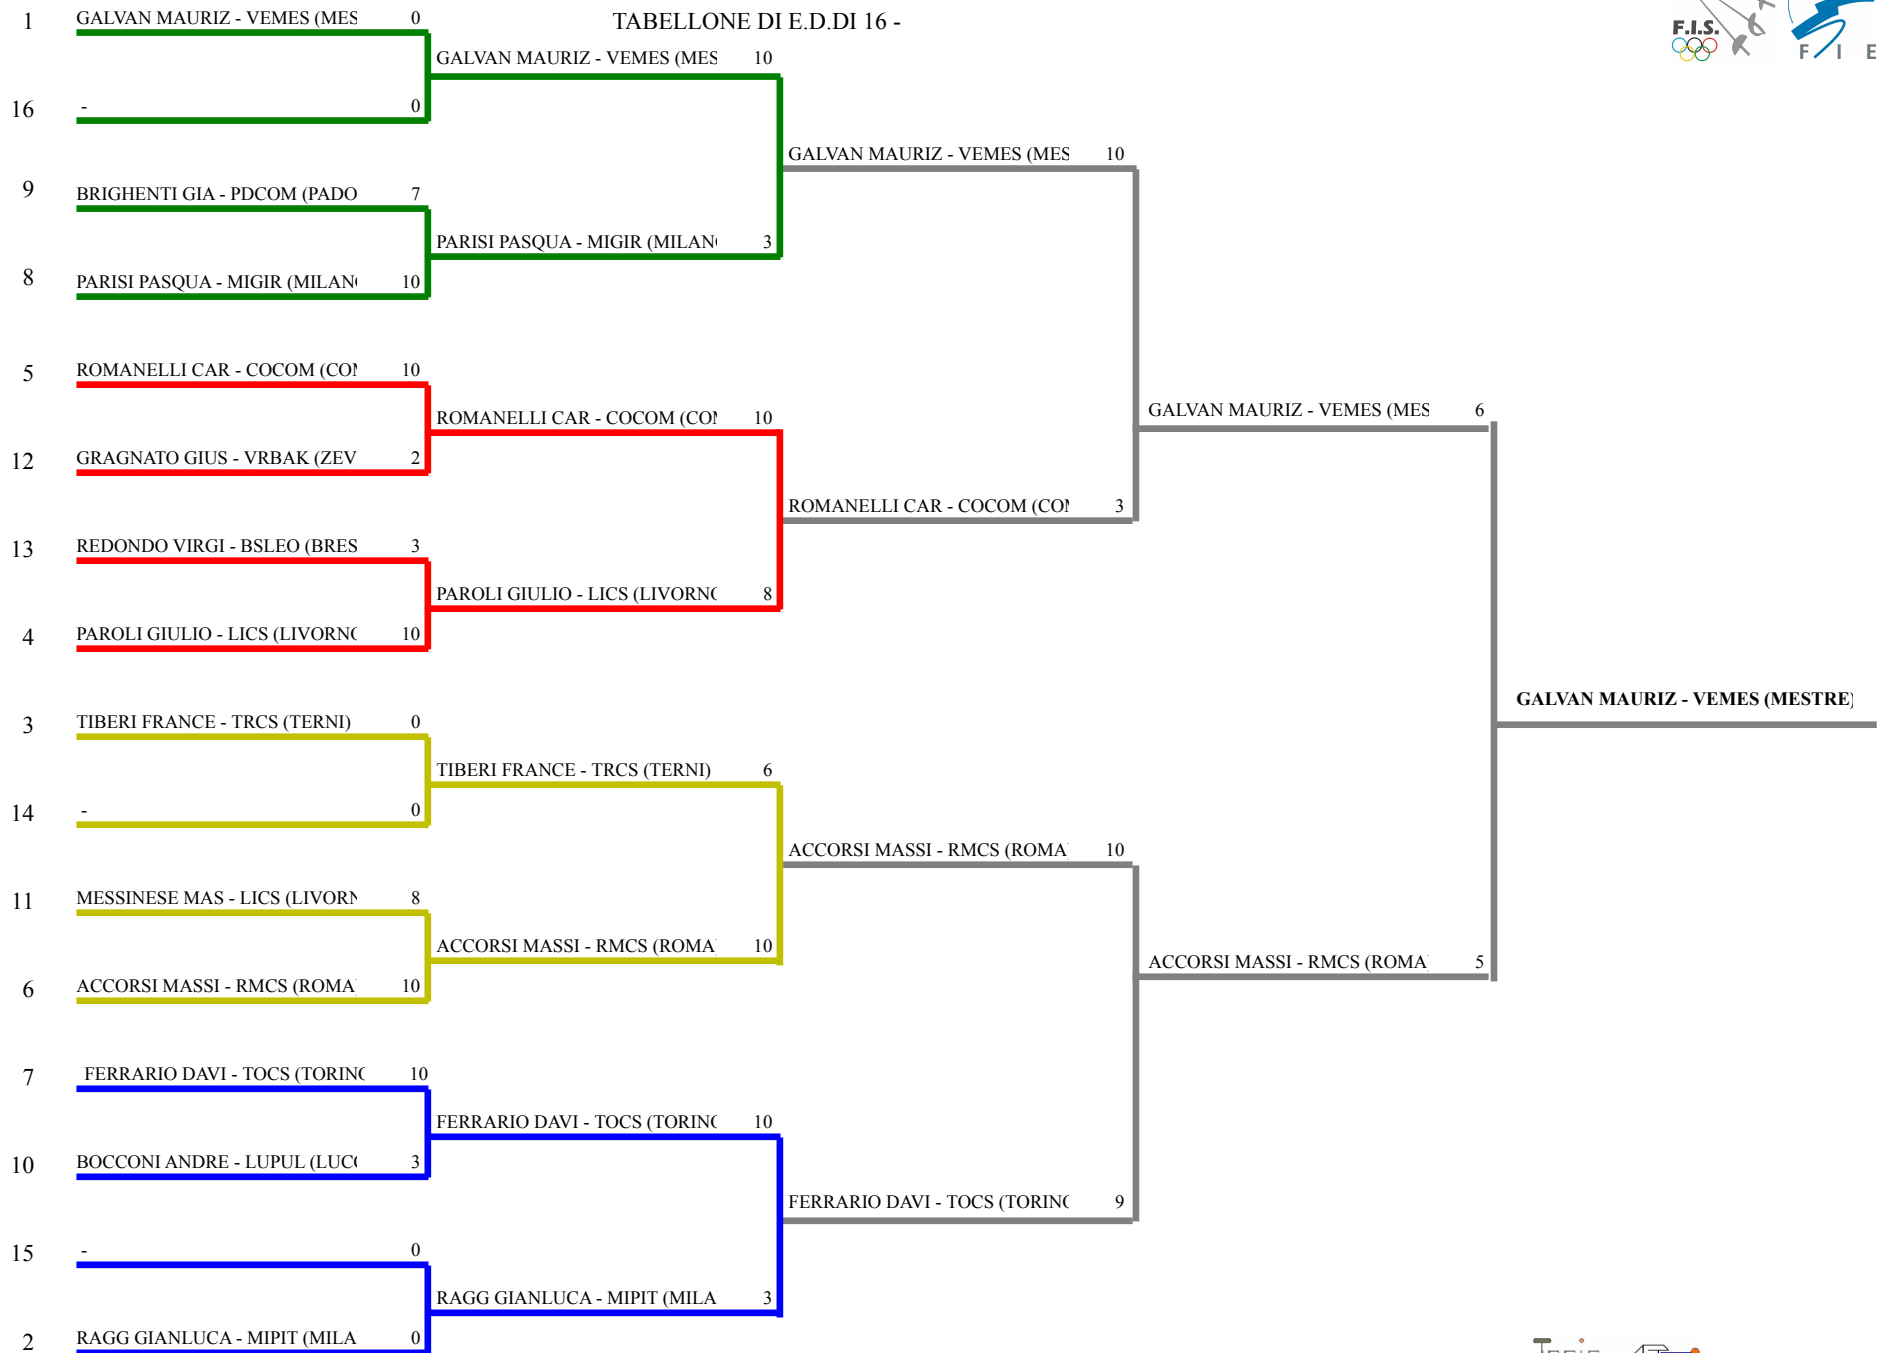 TABELLONE DI E.D.DI 16 -
F.I.S.
F I E
1 GALVAN MAURIZ - VEMES (MES 0
GALVAN MAURIZ - VEMES (MES 10
16 - 0
GALVAN MAURIZ - VEMES (MES 10
9 BRIGHENTI GIA - PDCOM (PADO 7
PARISI PASQUA - MIGIR (MILAN 3
8 PARISI PASQUA - MIGIR (MILAN 10
5 ROMANELLI CAR - COCOM (CO 10
ROMANELLI CAR - COCOM (CO 10
GALVAN MAURIZ - VEMES (MES 6
12 GRAGNATO GIUS - VRBAK (ZEV 2
ROMANELLI CAR - COCOM (CO 3
13 REDONDO VIRGI - BSLEO (BRES 3
PAROLI GIULIO - LICS (LIVORN 8
4 PAROLI GIULIO - LICS (LIVORN 10
GALVAN MAURIZ - VEMES (MESTRE)
3 TIBERI FRANCE - TRCS (TERNI) 0
TIBERI FRANCE - TRCS (TERNI) 6
14 - 0
ACCORSI MASSI - RMCS (ROMA 10
11 MESSINESE MAS - LICS (LIVOR 8
ACCORSI MASSI - RMCS (ROMA 10
ACCORSI MASSI - RMCS (ROMA 5
6 ACCORSI MASSI - RMCS (ROMA 10
7 FERRARIO DAVI - TOCS (TORIN 10
FERRARIO DAVI - TOCS (TORIN 10
10 BOCCONI ANDRE - LUPUL (LUC 3
FERRARIO DAVI - TOCS (TORIN 9
15 - 0
RAGG GIANLUCA - MIPIT (MILA 3
2 RAGG GIANLUCA - MIPIT (MILA 0